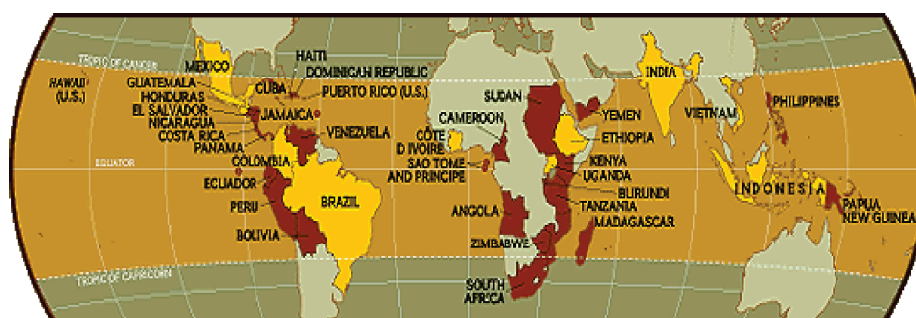 TROPIC OF CANCER
HAWAII
(U.S.)
MEXICO
GUATEMALA
HONDURAS
EL SALVADOR
NICARAGUA
COSTA RICA
PANAMA
CUBA
HAITI
DOMINICAN REPUBLIC
PUERTO RICO (U.S.)
JAMAICA
VENEZUELA
COLOMBIA
EQUATOR
ECUADOR
PERU
BRAZIL
BOLIVIA
TROPIC OF CAPRICORN
SUDAN
CAMEROON
CÔTE
D IVOIRE
SAO TOME
AND PRINCIPE
YEMEN
ETHIOPIA
KENYA
UGANDA
BURUNDI
TANZANIA
MADAGASCAR
ANGOLA
ZIMBABWE
SOUTH
AFRICA
INDIA
VIETNAM
PHILIPPINES
INDONESIA
PAPUA
NEW GUINEA